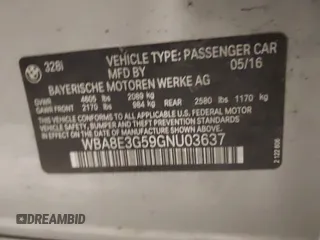 328i VEHICLE TYPE: PASSENGER CAR
MFD BY 05/16
BAYERISCHE MOTOREN WERKE AG
GVWR 4605 lbs 2089 kg
GAWR FRONT 2170 lbs 984 kg REAR 2580 lbs 1170 kg
THIS VEHICLE CONFORMS TO ALL APPLICABLE U.S. FEDERAL MOTOR
VEHICLE SAFETY, BUMPER, AND THEFT PREVENTION STANDARDS IN
EFFECT ON THE DATE OF MANUFACTURE SHOWN ABOVE.
WBA8E3G59GNU03637
DREAMBID
DREAMBID